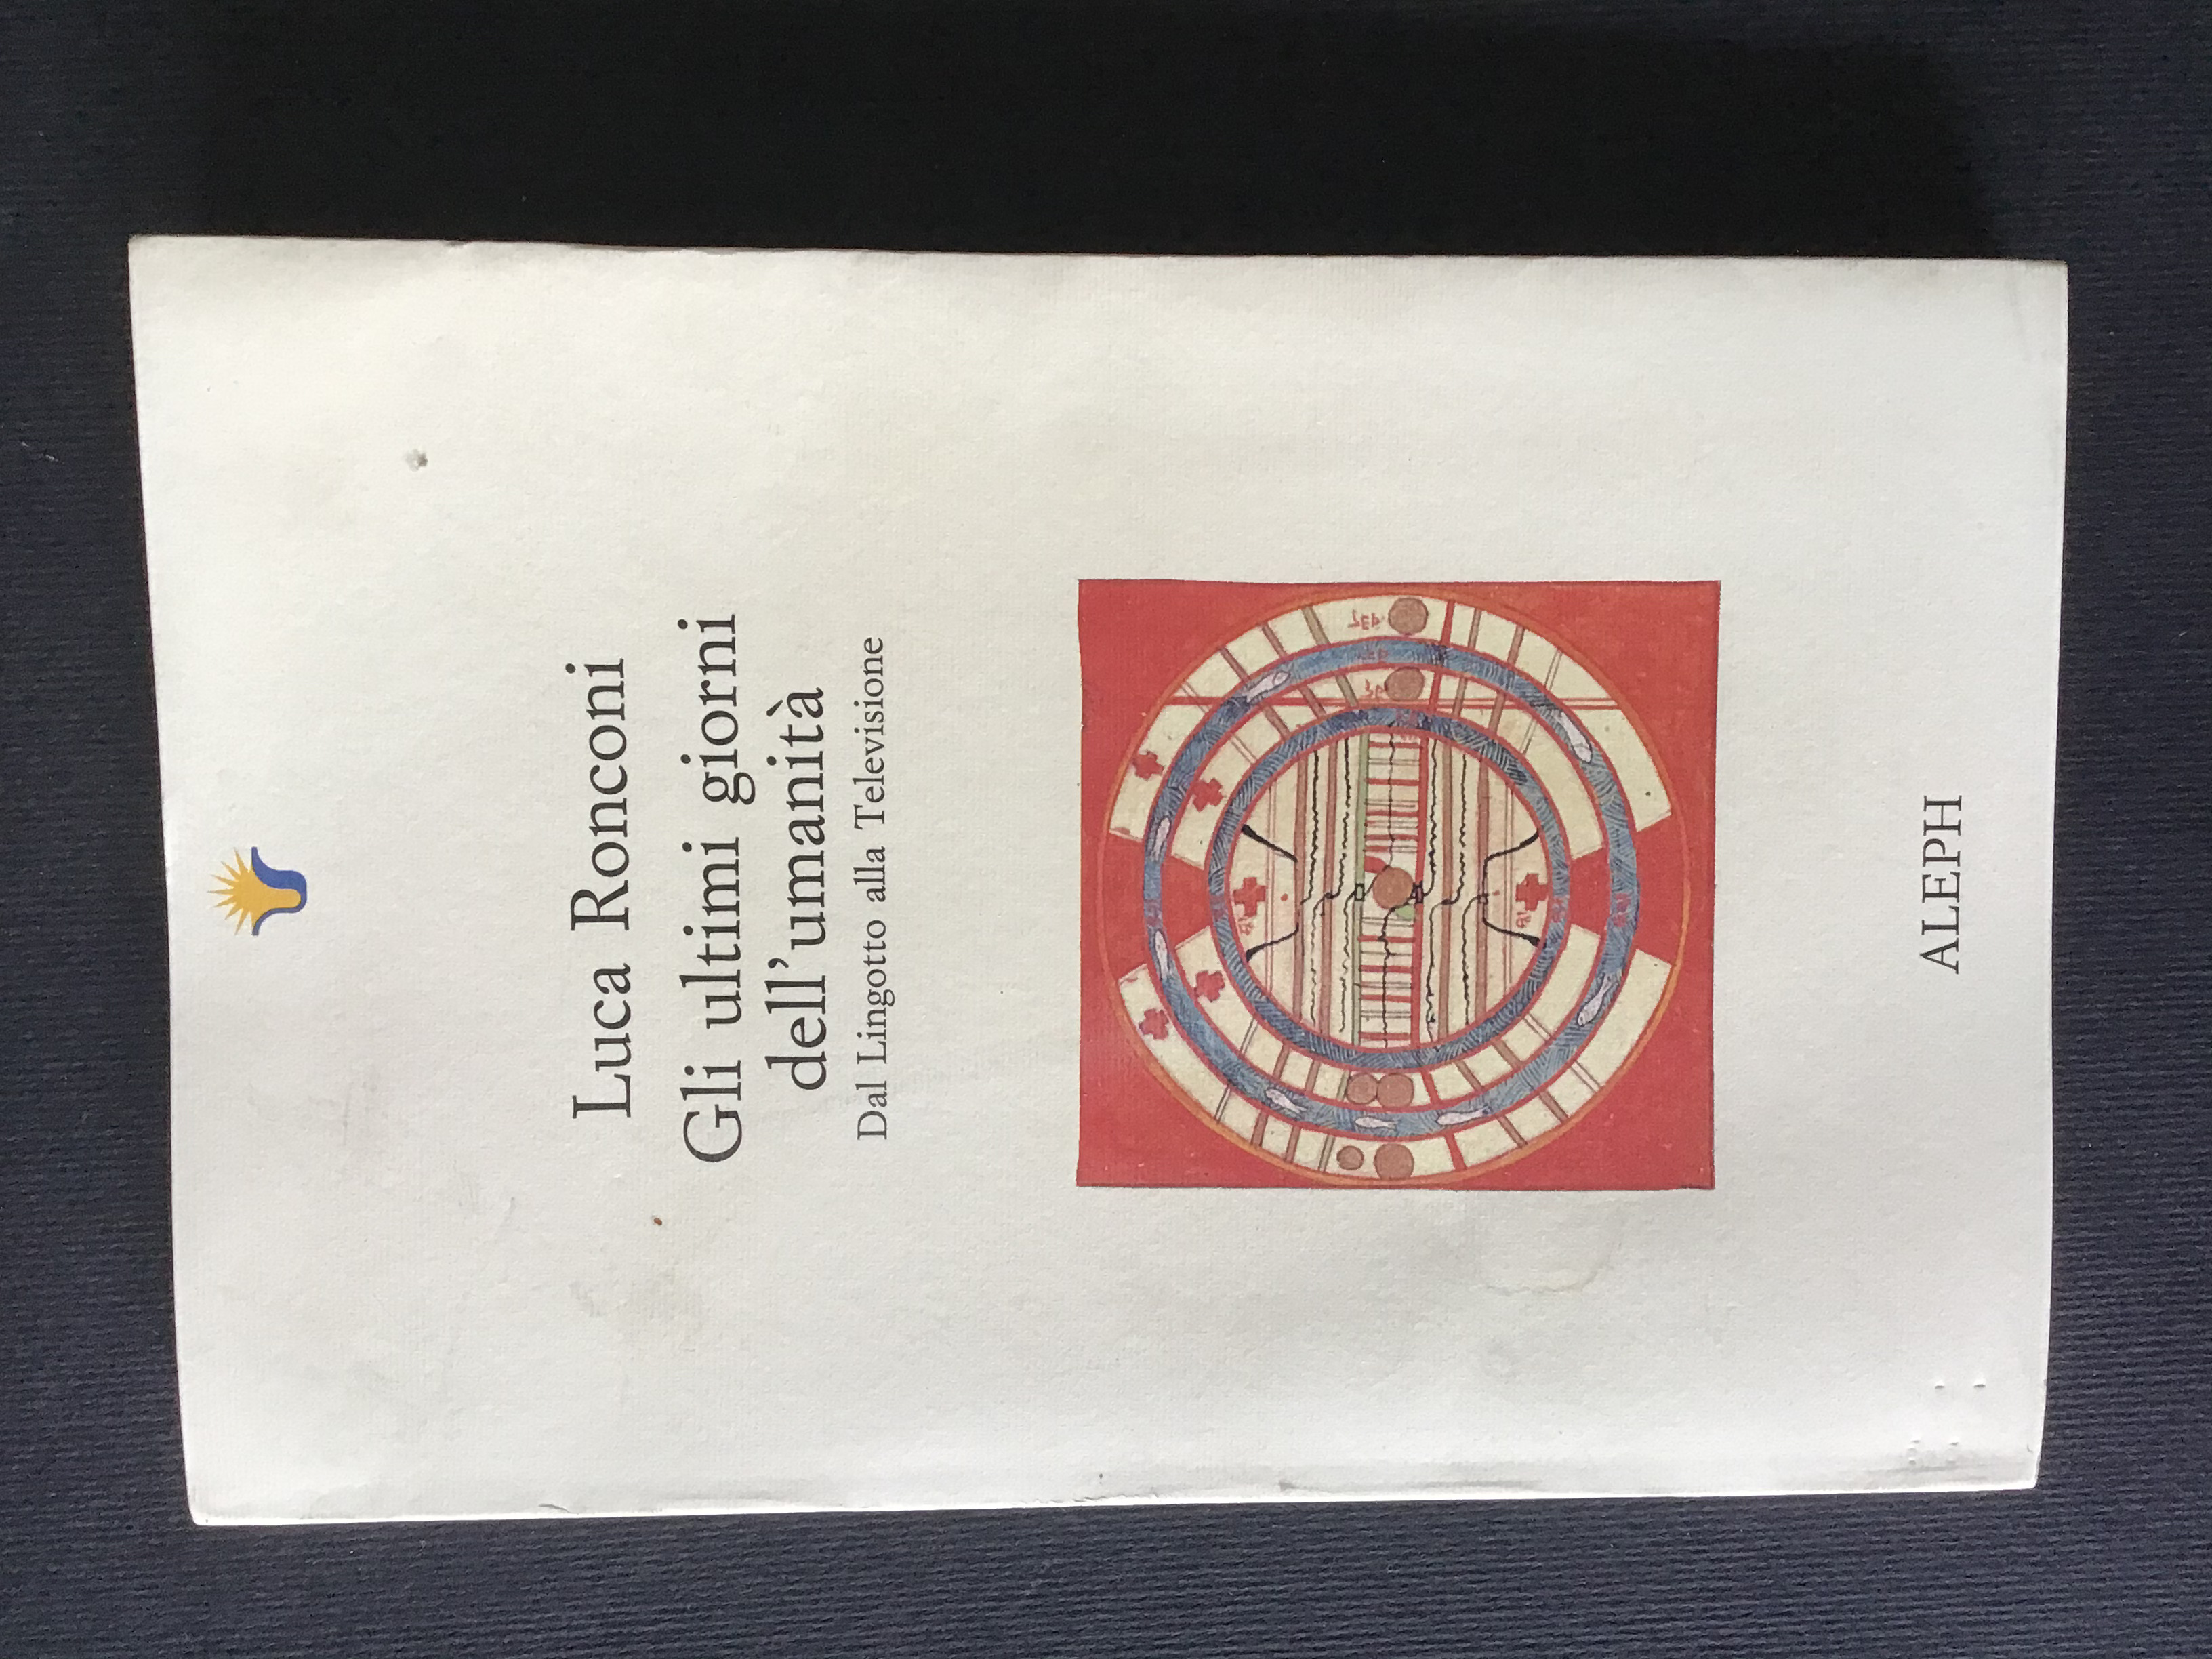 Luca Ronconi
Gli ultimi giorni
dell'umanità
Dal Lingotto alla Televisione
ALEPH